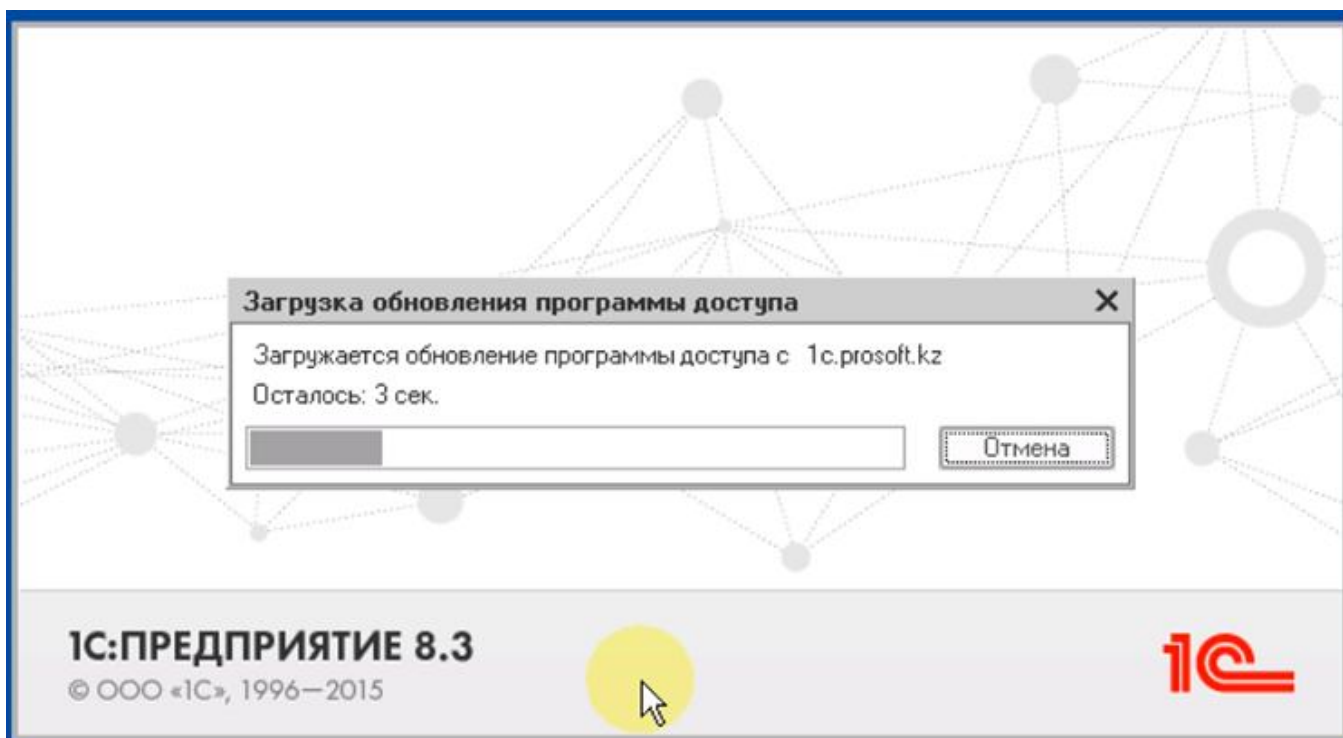 Загрузка обновления программы доступа
Загружается обновление программы доступа с 1c.prosoft.kz
Осталось: 3 сек.
Отмена
1С:ПРЕДПРИЯТИЕ 8.3
© ООО «1С», 1996—2015
1С